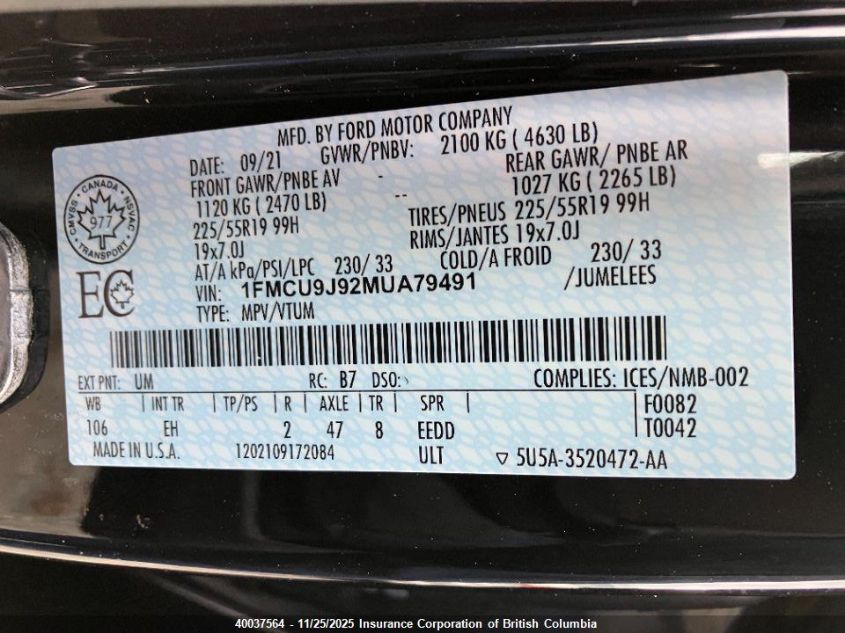 MFD. BY FORD MOTOR COMPANY
DATE: 09/21 GVWR/PNBV: 2100 KG ( 4630 LB)
FRONT GAWR/PNBE AV - REAR GAWR/ PNBE AR
1120 KG ( 2470 LB) -- 1027 KG ( 2265 LB)
225/55R19 99H TIRES/PNEUS 225/55R19 99H
19x7.0J RIMS/JANTES 19x7.0J
AT/A kPa/PSI/LPC 230/ 33 COLD/A FROID 230/ 33
VIN: 1FMCU9J92MUA79491 /JUMELEES
TYPE: MPV/VTUM
CANADA
CMVSS NSVAC
977
TRANSPORT
EC
EXT PNT: UM RC: B7 DSO: COMPLIES: ICES/NMB-002
WB | INT TR | TP/PS | R | AXLE | TR | SPR | F0082
106 EH 2 47 8 EEDD T0042
MADE IN U.S.A. 1202109172084 ULT ▽ 5U5A-3520472-AA
40037564 - 11/25/2025 Insurance Corporation of British Columbia